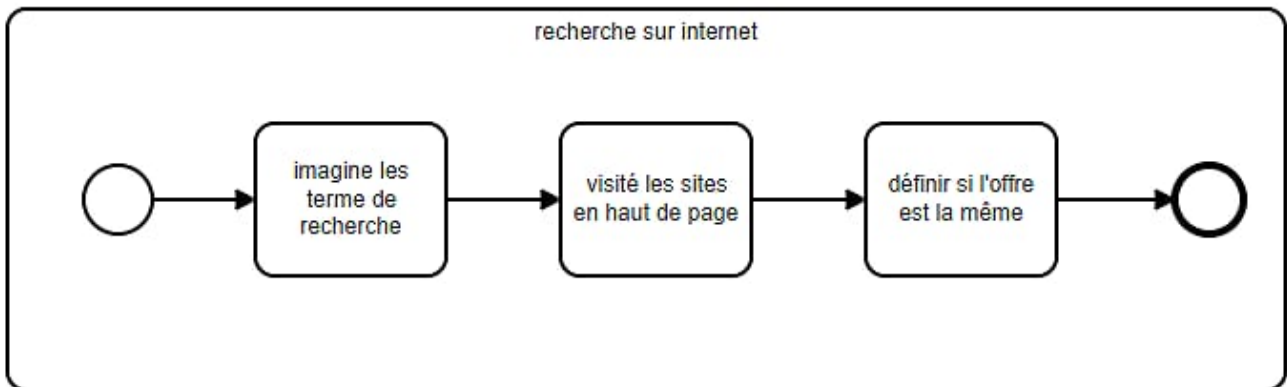 recherche sur internet
imagine les
terme de
recherche
visité les sites
en haut de page
définir si l'offre
est la même